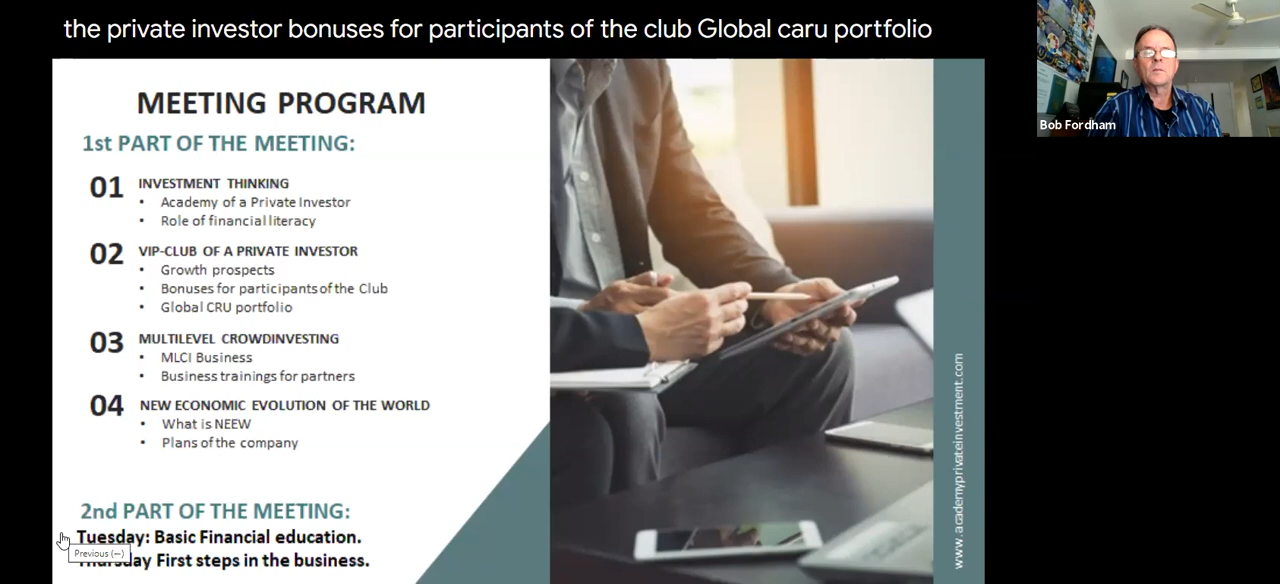 the private investor bonuses for participants of the club Global caru portfolio
Bob Fordham
MEETING PROGRAM
1st PART OF THE MEETING:
01 INVESTMENT THINKING
• Academy of a Private Investor
• Role of financial literacy
02 VIP-CLUB OF A PRIVATE INVESTOR
• Growth prospects
• Bonuses for participants of the Club
• Global CRU portfolio
03 MULTILEVEL CROWDINVESTING
• MLCI Business
• Business trainings for partners
04 NEW ECONOMIC EVOLUTION OF THE WORLD
• What is NEEW
• Plans of the company
2nd PART OF THE MEETING:
Tuesday: Basic Financial education.
Previous (←)
First steps in the business.
www.academyprivateinvestment.com